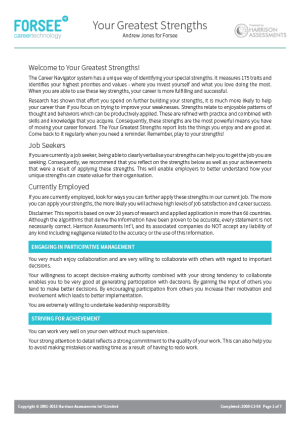 FORSEE
careertechnology
Your Greatest Strengths
Andrew Jones for Forsee
HARRISON
ASSESSMENTS
Welcome to Your Greatest Strengths!
The Career Navigator system has a unique way of identifying your special strengths. It measures 175 traits and
identifies your highest priorities and values - where you invest yourself and what you love doing the most.
When you are able to use these key strengths, your career is more fulfilling and successful.
Research has shown that effort you spend on further building your strengths, it is much more likely to help
your career than if you focus on trying to improve your weaknesses. Strengths relate to enjoyable patterns of
thought and behaviors which can be productively applied. These are refined with practice and combined with
skills and knowledge that you acquire. Consequently, these strengths are the most powerful means you have
of moving your career forward. The Your Greatest Strengths report lists the things you enjoy and are good at.
Come back to it regularly when you need a reminder. Remember, play to your strengths!
Job Seekers
If you are currently a job seeker, being able to clearly verbalise your strengths can help you to get the job you are
seeking. Consequently, we recommend that you reflect on the strengths below as well as your achievements
that were a result of applying these strengths. This will enable employers to better understand how your
unique strengths can create value for their organisation.
Currently Employed
If you are currently employed, look for ways you can further apply these strengths in our current job. The more
you can apply your strengths, the more likely you will achieve high levels of job satisfaction and career success.
Disclaimer: This report is based on over 20 years of research and applied application in more than 60 countries.
Although the algorithms that derive the information have been proven to be accurate, every statement is not
necessarily correct. Harrison Assessments Int'l, and its associated companies do NOT accept any liability of
any kind including negligence related to the accuracy or the use of this information.
ENGAGING IN PARTICIPATIVE MANAGEMENT
You very much enjoy collaboration and are very willing to collaborate with others with regard to important
decisions.
Your willingness to accept decision-making authority combined with your strong tendency to collaborate
enables you to be very good at generating participation with decisions. By gaining the input of others you
tend to make better decisions. By encouraging participation from others you increase their motivation and
involvement which leads to better implementation.
You are extremely willing to undertake leadership responsibility.
STRIVING FOR ACHIEVEMENT
You can work very well on your own without much supervision.
Your strong attention to detail reflects a strong commitment to the quality of your work. This can also help you
to avoid making mistakes or wasting time as a result of having to redo work.
Copyright © 1991-2013 Harrison Assessments Int'l Limited
Page 1 of 7